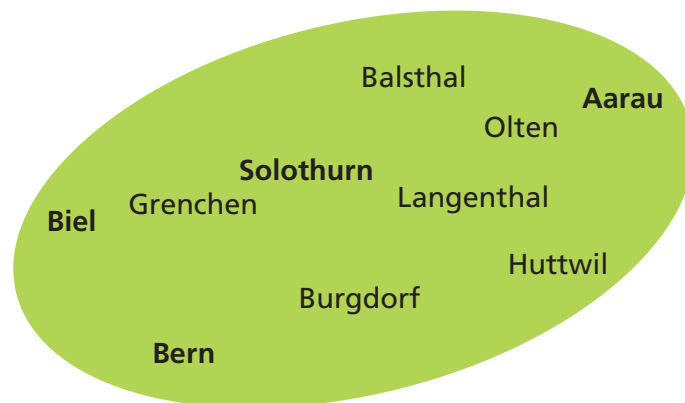 Balsthal
Aarau
Olten
Solothurn
Langenthal
Grenchen
Biel
Huttwil
Burgdorf
Bern